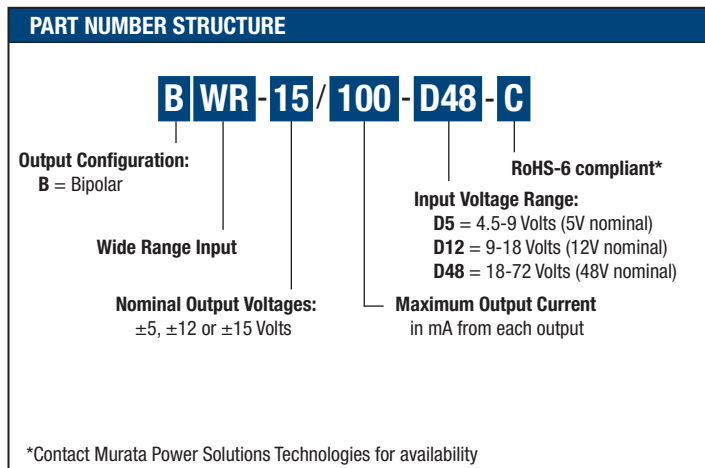 PART NUMBER STRUCTURE
B WR - 15 / 100 - D48 - C
Output Configuration:
B = Bipolar
RoHS-6 compliant*
Input Voltage Range:
D5 = 4.5-9 Volts (5V nominal)
D12 = 9-18 Volts (12V nominal)
D48 = 18-72 Volts (48V nominal)
Wide Range Input
Nominal Output Voltages:
±5, ±12 or ±15 Volts
Maximum Output Current
in mA from each output
*Contact Murata Power Solutions Technologies for availability